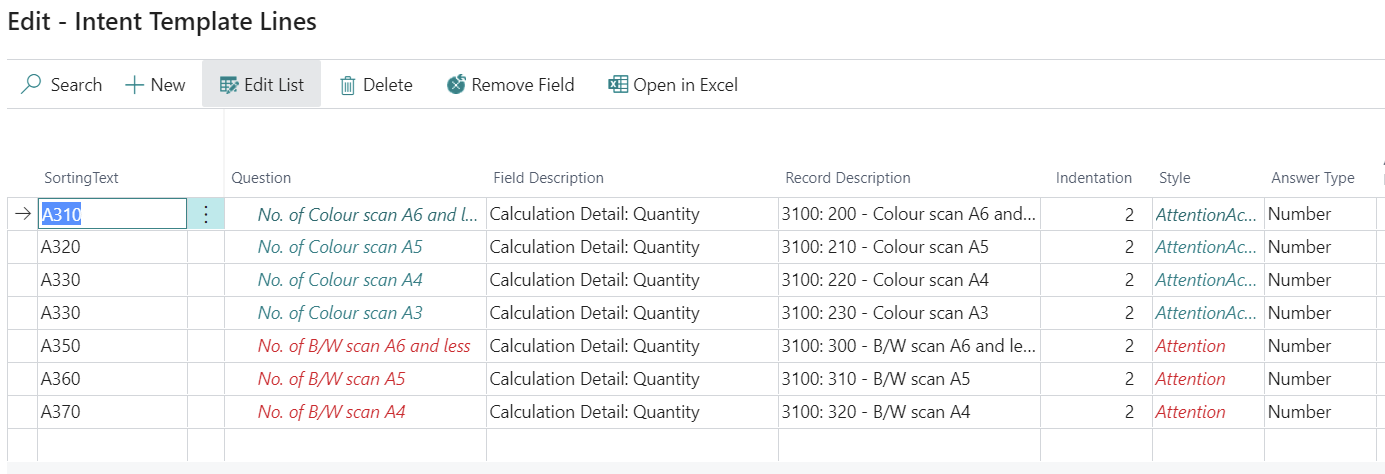 Edit - Intent Template Lines
Search New Edit List Delete Remove Field Open in Excel
SortingText Question Field Description Record Description Indentation Style Answer Type
A310 No. of Colour scan A6 and l... Calculation Detail: Quantity 3100: 200 - Colour scan A6 and... 2 AttentionAc... Number
A320 No. of Colour scan A5 Calculation Detail: Quantity 3100: 210 - Colour scan A5 2 AttentionAc... Number
A330 No. of Colour scan A4 Calculation Detail: Quantity 3100: 220 - Colour scan A4 2 AttentionAc... Number
A330 No. of Colour scan A3 Calculation Detail: Quantity 3100: 230 - Colour scan A3 2 AttentionAc... Number
A350 No. of B/W scan A6 and less Calculation Detail: Quantity 3100: 300 - B/W scan A6 and le... 2 Attention Number
A360 No. of B/W scan A5 Calculation Detail: Quantity 3100: 310 - B/W scan A5 2 Attention Number
A370 No. of B/W scan A4 Calculation Detail: Quantity 3100: 320 - B/W scan A4 2 Attention Number